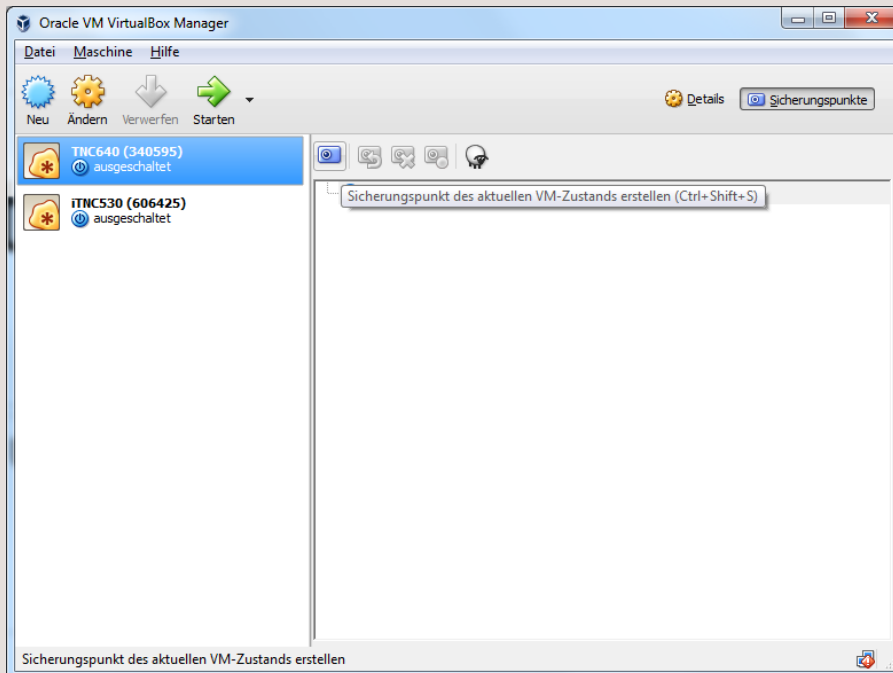 Oracle VM VirtualBox Manager
Datei Maschine Hilfe
Neu Ändern Verwerfen Starten
Details Sicherungspunkte
TNC640 (340595)
ausgeschaltet
iTNC530 (606425)
ausgeschaltet
Sicherungspunkt des aktuellen VM-Zustands erstellen (Ctrl+Shift+S)
Sicherungspunkt des aktuellen VM-Zustands erstellen